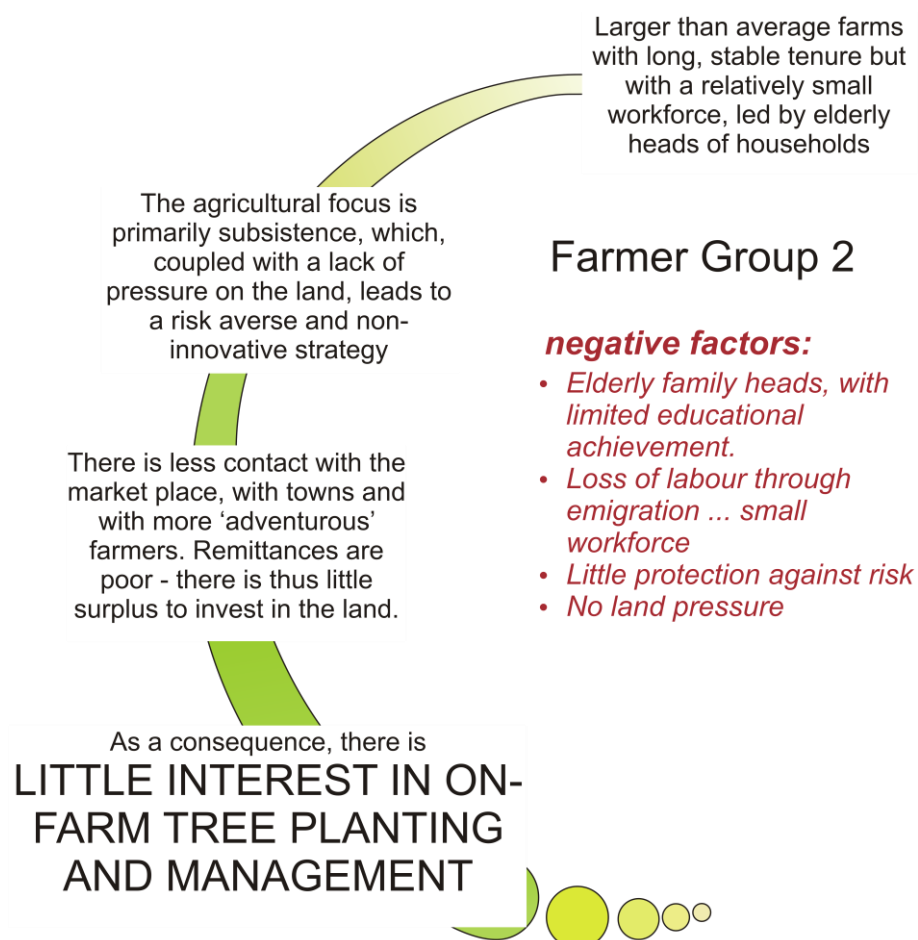 Larger than average farms
with long, stable tenure but
with a relatively small
workforce, led by elderly
heads of households
The agricultural focus is
primarily subsistence, which,
coupled with a lack of
pressure on the land, leads to
a risk averse and non-
innovative strategy
Farmer Group 2
negative factors:
• Elderly family heads, with
limited educational
achievement.
• Loss of labour through
emigration ... small
workforce
• Little protection against risk
• No land pressure
There is less contact with the
market place, with towns and
with more ‘adventurous’
farmers. Remittances are
poor - there is thus little
surplus to invest in the land.
As a consequence, there is
LITTLE INTEREST IN ON-
FARM TREE PLANTING
AND MANAGEMENT